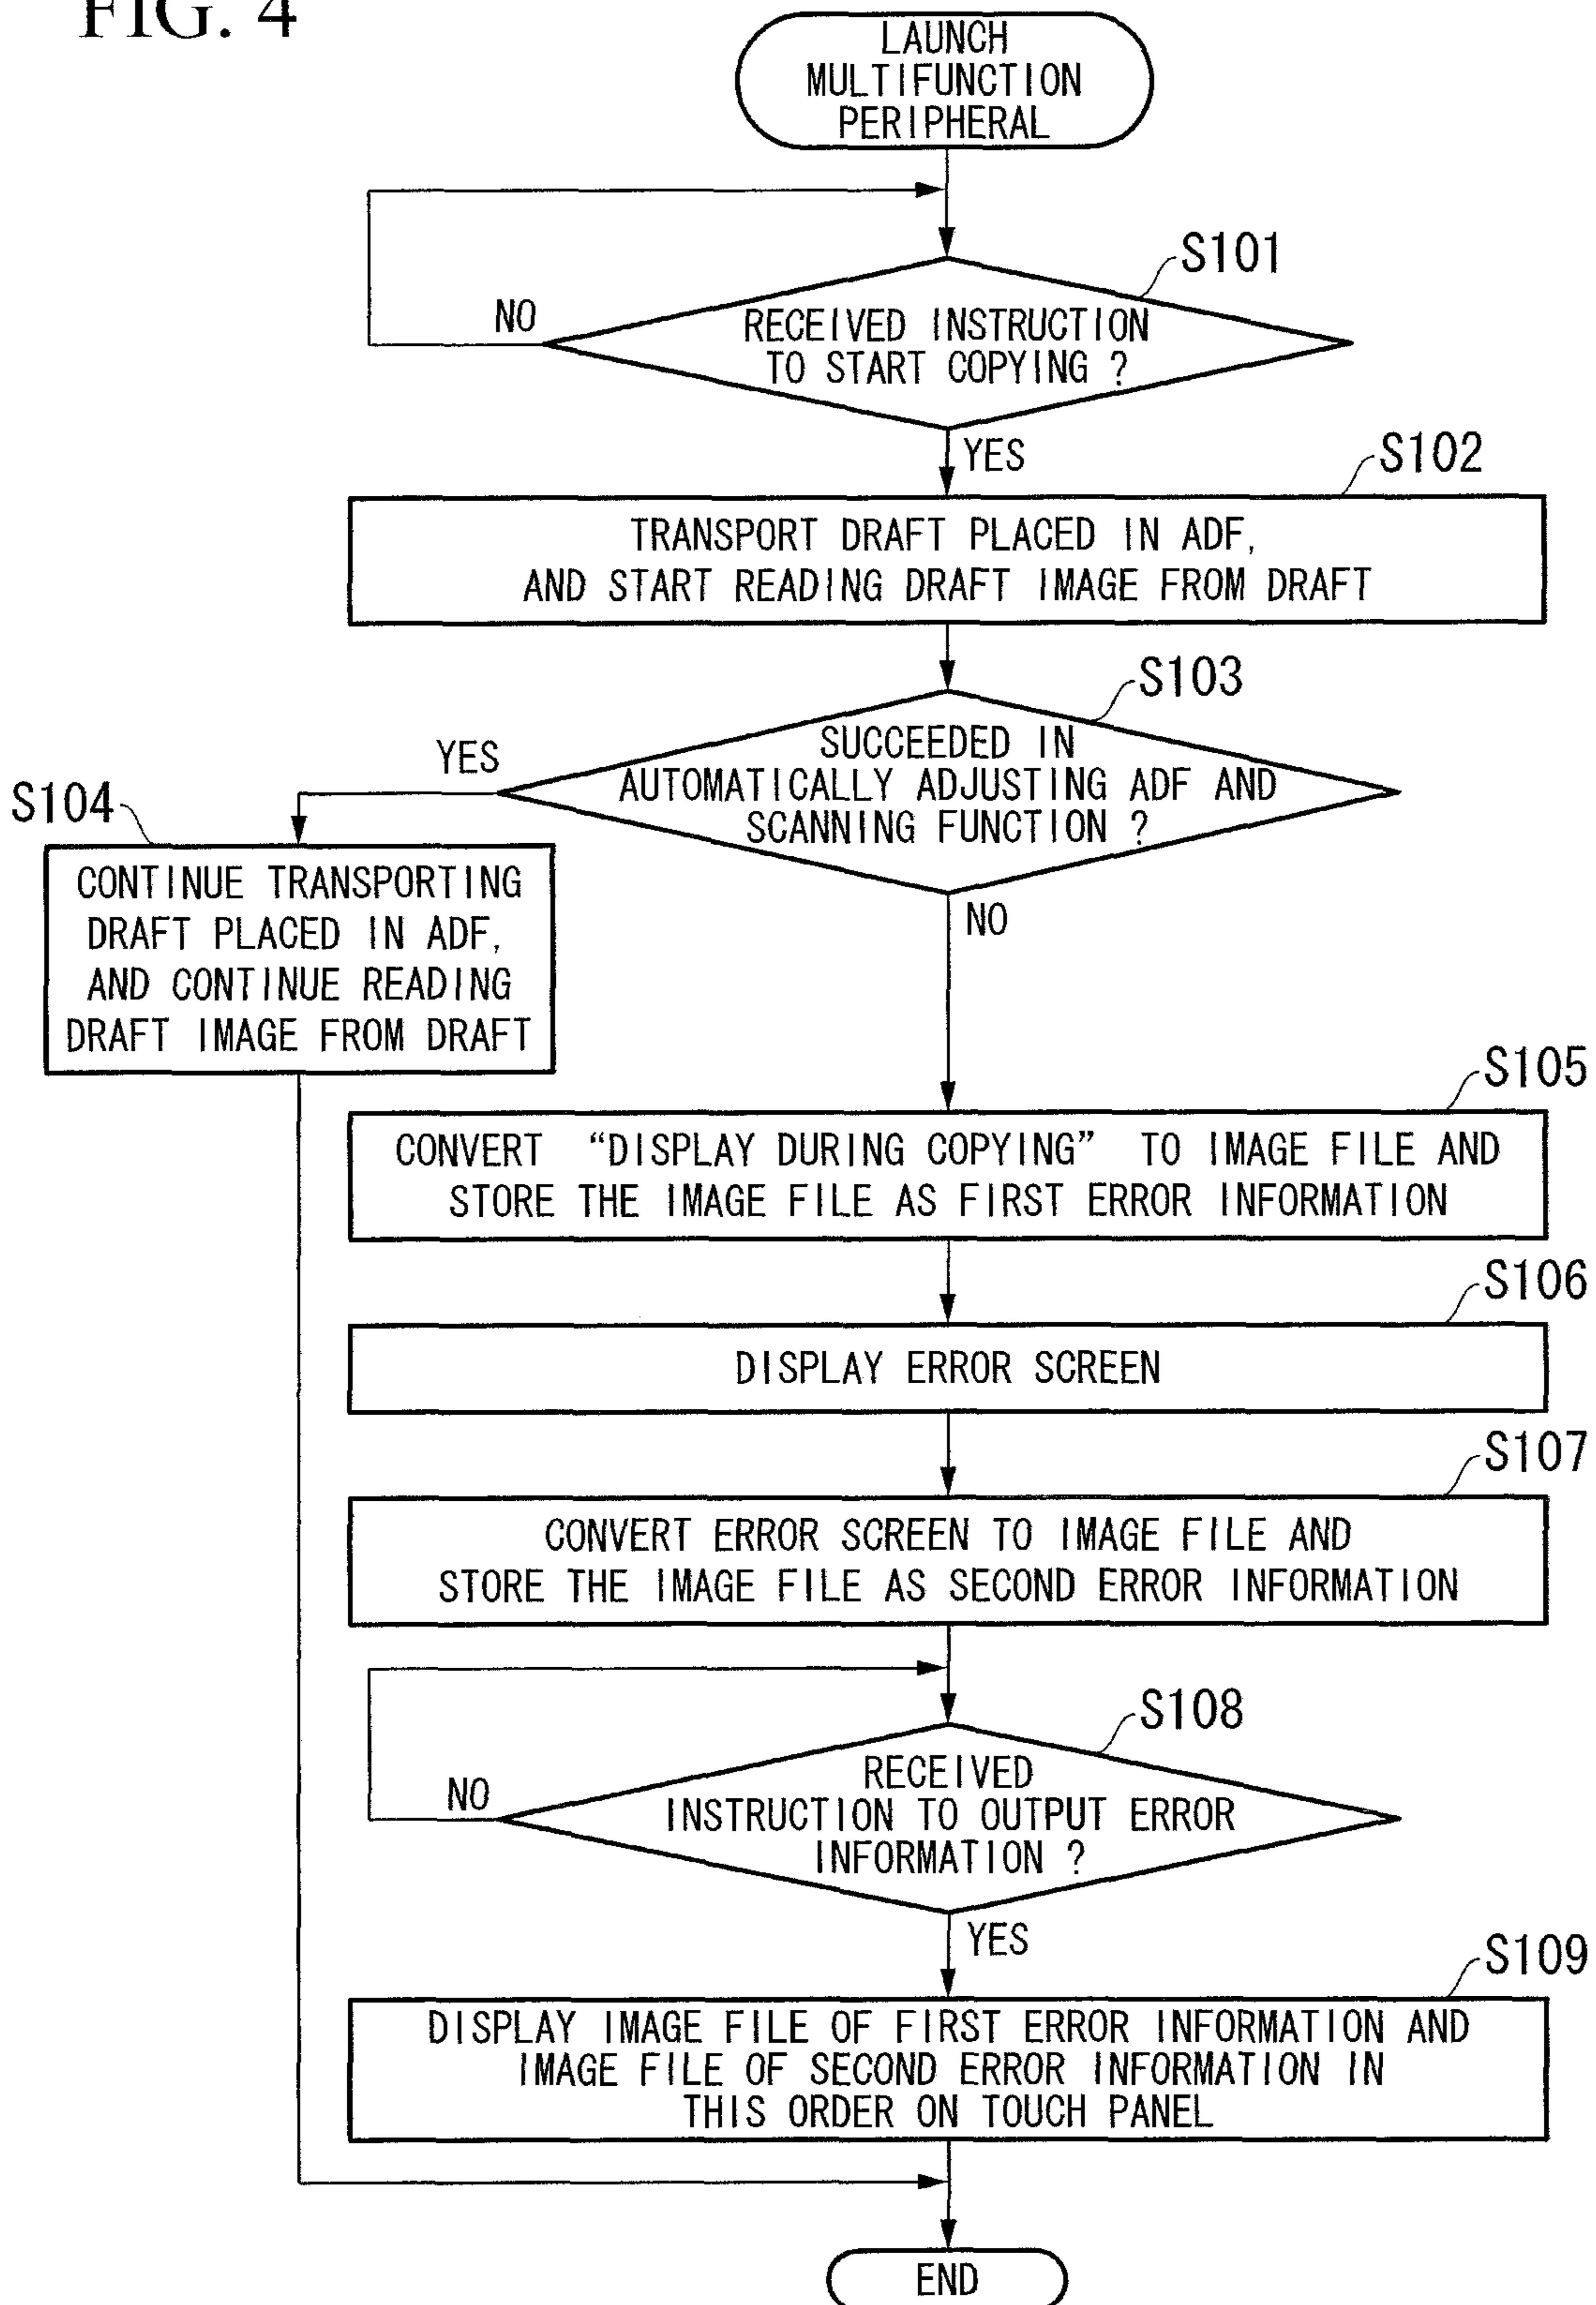 FIG. 4
LAUNCH
MULTIFUNCTION
PERIPHERAL
S101
NO
RECEIVED INSTRUCTION
TO START COPYING ?
YES
S102
TRANSPORT DRAFT PLACED IN ADF,
AND START READING DRAFT IMAGE FROM DRAFT
S103
YES
SUCCEEDED IN
AUTOMATICALLY ADJUSTING ADF AND
SCANNING FUNCTION ?
S104
NO
CONTINUE TRANSPORTING
DRAFT PLACED IN ADF,
AND CONTINUE READING
DRAFT IMAGE FROM DRAFT
S105
CONVERT “DISPLAY DURING COPYING” TO IMAGE FILE AND
STORE THE IMAGE FILE AS FIRST ERROR INFORMATION
S106
DISPLAY ERROR SCREEN
S107
CONVERT ERROR SCREEN TO IMAGE FILE AND
STORE THE IMAGE FILE AS SECOND ERROR INFORMATION
S108
NO
RECEIVED
INSTRUCTION TO OUTPUT ERROR
INFORMATION ?
YES
S109
DISPLAY IMAGE FILE OF FIRST ERROR INFORMATION AND
IMAGE FILE OF SECOND ERROR INFORMATION IN
THIS ORDER ON TOUCH PANEL
END